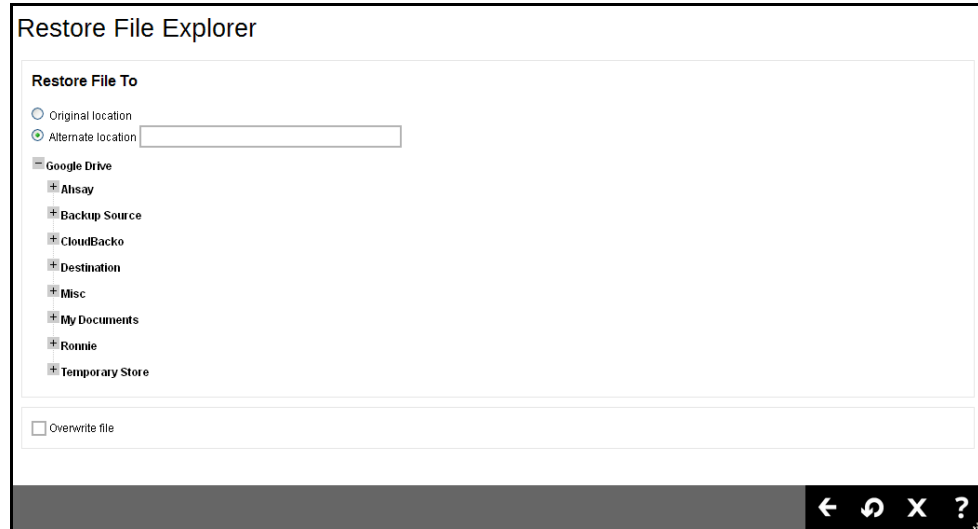 Restore File Explorer
Restore File To
Original location
Alternate location
Google Drive
Ahsay
Backup Source
CloudBacko
Destination
Misc
My Documents
Ronnie
Temporary Store
Overwrite file
?